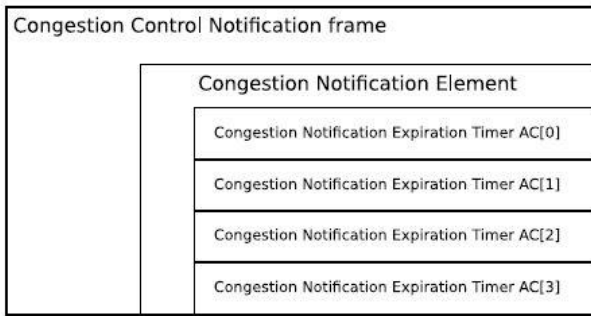 Congestion Control Notification frame
Congestion Notification Element
Congestion Notification Expiration Timer AC[0]
Congestion Notification Expiration Timer AC[1]
Congestion Notification Expiration Timer AC[2]
Congestion Notification Expiration Timer AC[3]